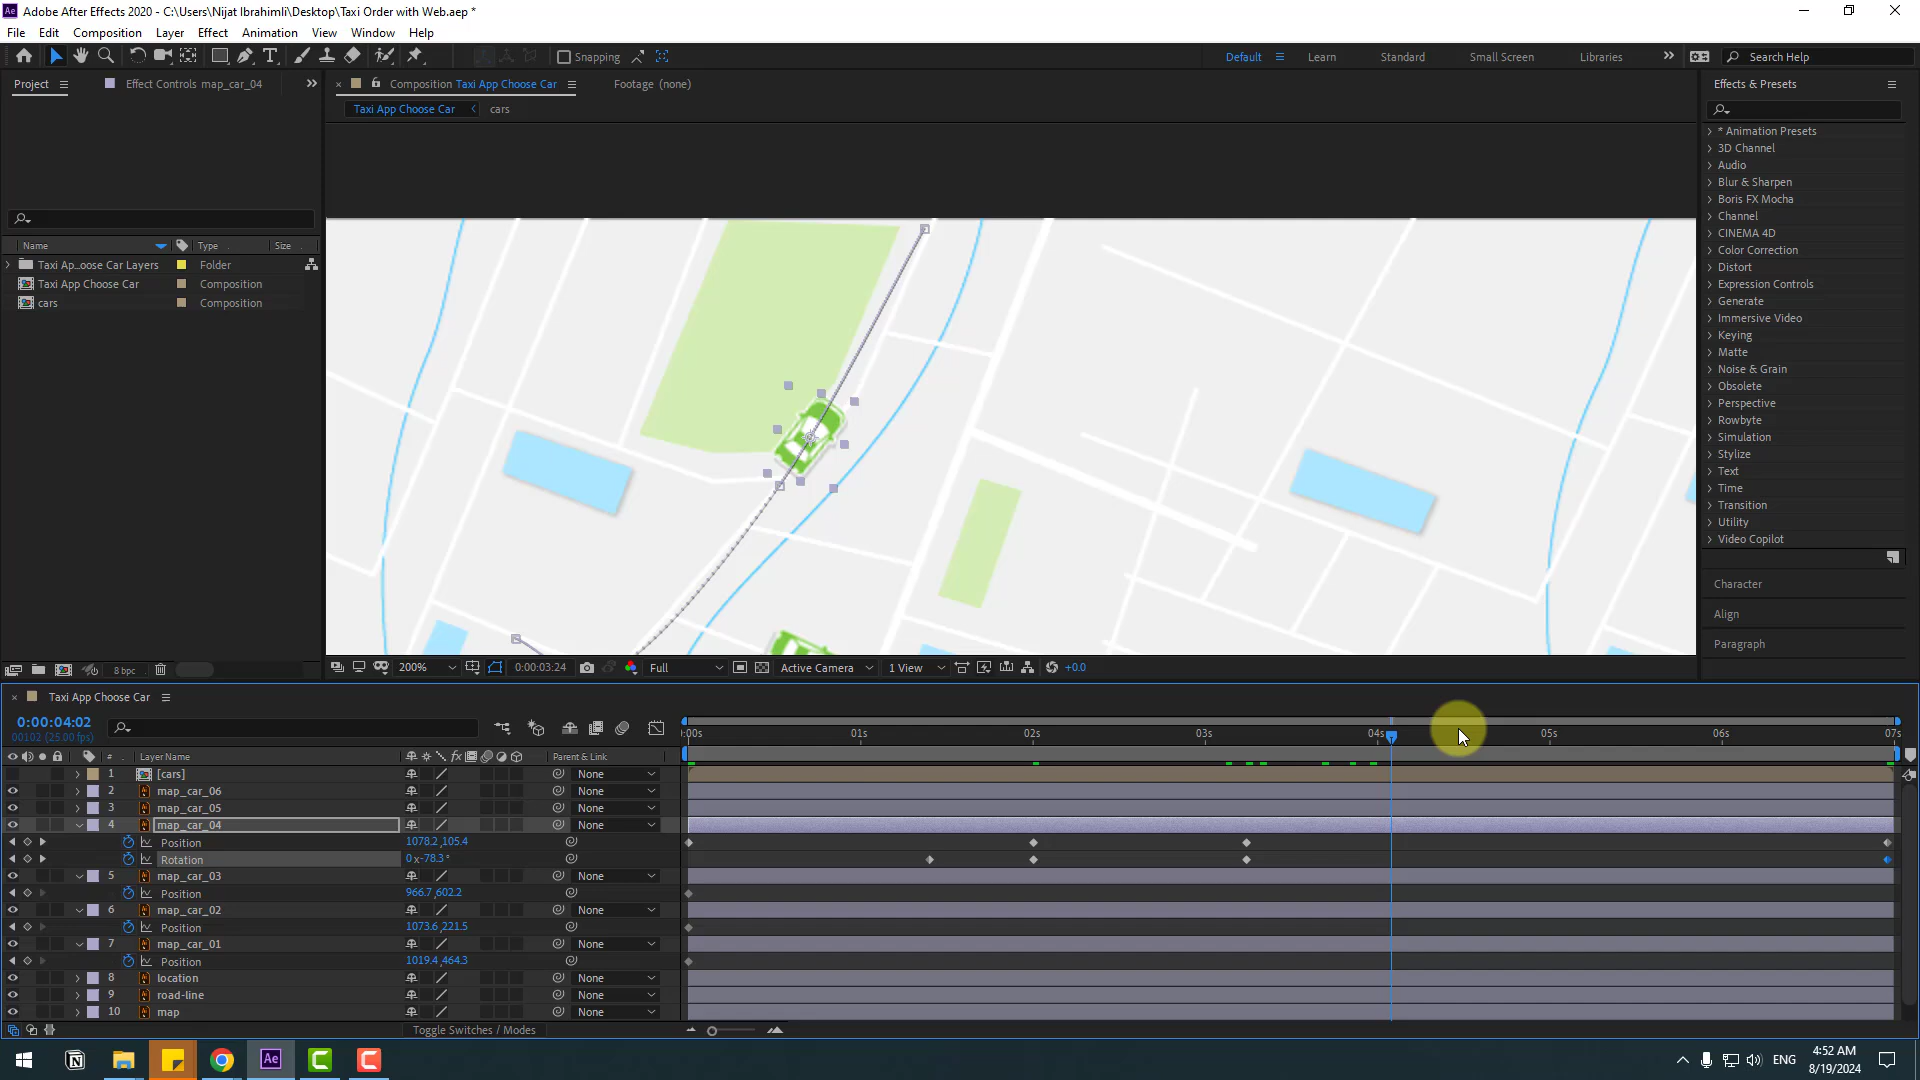 Adobe After Effects 2020 - C:\Users\Nijat Ibrahimli\Desktop\Taxi Order with Web.aep *
File Edit Composition Layer Effect Animation View Window Help
Snapping Default Learn Standard Small Screen Libraries Search Help
Project Effect Controls map_car_04 Composition Taxi App Choose Car Footage (none) Effects & Presets
Taxi App Choose Car cars
Name Type Size
Taxi Ap..oose Car Layers Folder
Taxi App Choose Car Composition
cars Composition
* Animation Presets
3D Channel
Audio
Blur & Sharpen
Boris FX Mocha
Channel
CINEMA 4D
Color Correction
Distort
Expression Controls
Generate
Immersive Video
Keying
Matte
Noise & Grain
Obsolete
Perspective
Rowbyte
Simulation
Stylize
Text
Time
Transition
Utility
Video Copilot
Character
Align
Paragraph
8 bpc 200% 0:00:03:24 Full Active Camera 1 View +0.0
Taxi App Choose Car
0:00:04:02
00102 (25.00 fps)
:00s 01s 02s 03s 04s 05s 06s 07s
# Layer Name Parent & Link
1 [cars] None
2 map_car_06 None
3 map_car_05 None
4 map_car_04 None
Position 1078.2,105.4
Rotation 0x-78.3°
5 map_car_03 None
Position 966.7,602.2
6 map_car_02 None
Position 1073.6,221.5
7 map_car_01 None
Position 1019.4,464.3
8 location None
9 road-line None
10 map None
Toggle Switches / Modes
Ae ENG 4:52 AM
8/19/2024